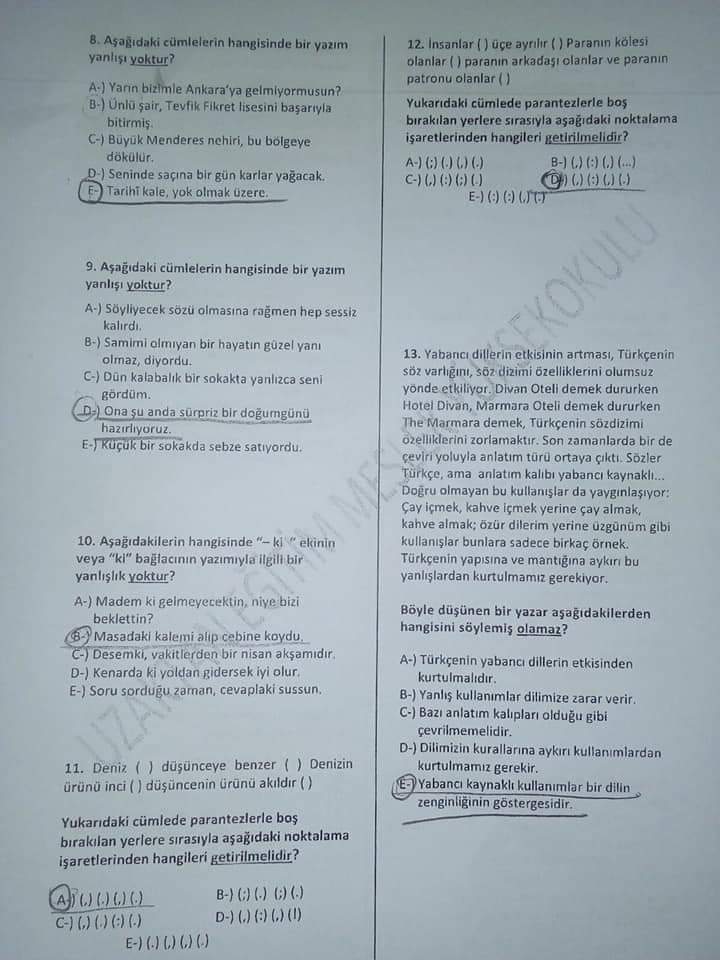 8. Aşağıdaki cümlelerin hangisinde bir yazım
yanlışı yoktur?
A-) Yarın bizimle Ankara'ya gelmiyormusun?
B-) Ünlü şair, Tevfik Fikret lisesini başarıyla
bitirmiş.
C-) Büyük Menderes nehiri, bu bölgeye
dökülür.
D-) Seninde saçına bir gün karlar yağacak.
E-) Tarihî kale, yok olmak üzere.
9. Aşağıdaki cümlelerin hangisinde bir yazım
yanlışı yoktur?
A-) Söyliyecek sözü olmasına rağmen hep sessiz
kalırdı.
B-) Samimi olmıyan bir hayatın güzel yanı
olmaz, diyordu.
C-) Dün kalabalık bir sokakta yanlızca seni
gördüm.
D-) Ona şu anda sürpriz bir doğumgünü
hazırlıyoruz.
E-) Küçük bir sokakda sebze satıyordu.
10. Aşağıdakilerin hangisinde “– ki ” ekinin
veya “ki” bağlacının yazımıyla ilgili bir
yanlışlık yoktur?
A-) Madem ki gelmeyecektin, niye bizi
beklettin?
B-) Masadaki kalemi alıp cebine koydu.
C-) Desemki, vakitlerden bir nisan akşamıdır.
D-) Kenarda ki yoldan gidersek iyi olur.
E-) Soru sorduğu zaman, cevaplaki sussun.
11. Deniz ( ) düşünceye benzer ( ) Denizin
ürünü inci ( ) düşüncenin ürünü akıldır ( )
Yukarıdaki cümlede parantezlerle boş
bırakılan yerlere sırasıyla aşağıdaki noktalama
işaretlerinden hangileri getirilmelidir?
A-) (,) (.) (,) (.)
B-) (;) (.) (;) (.)
C-) (,) (.) (:) (.)
D-) (,) (:) (,) (!)
E-) (.) (,) (,) (.)
12. İnsanlar ( ) üçe ayrılır ( ) Paranın kölesi
olanlar ( ) paranın arkadaşı olanlar ve paranın
patronu olanlar ( )
Yukarıdaki cümlede parantezlerle boş
bırakılan yerlere sırasıyla aşağıdaki noktalama
işaretlerinden hangileri getirilmelidir?
A-) (;) (.) (,) (.)
B-) (,) (:) (,) (...)
C-) (,) (:) (;) (.)
D-) (,) (:) (,) (.)
E-) (:) (:) (,) (;)
13. Yabancı dillerin etkisinin artması, Türkçenin
söz varlığını, söz dizimi özelliklerini olumsuz
yönde etkiliyor. Divan Oteli demek dururken
Hotel Divan, Marmara Oteli demek dururken
The Marmara demek, Türkçenin sözdizimi
özelliklerini zorlamaktır. Son zamanlarda bir de
çeviri yoluyla anlatım türü ortaya çıktı. Sözler
Türkçe, ama anlatım kalıbı yabancı kaynaklı...
Doğru olmayan bu kullanışlar da yaygınlaşıyor:
Çay içmek, kahve içmek yerine çay almak,
kahve almak; özür dilerim yerine üzgünüm gibi
kullanışlar bunlara sadece birkaç örnek.
Türkçenin yapısına ve mantığına aykırı bu
yanlışlardan kurtulmamız gerekiyor.
Böyle düşünen bir yazar aşağıdakilerden
hangisini söylemiş olamaz?
A-) Türkçenin yabancı dillerin etkisinden
kurtulmalıdır.
B-) Yanlış kullanımlar dilimize zarar verir.
C-) Bazı anlatım kalıpları olduğu gibi
çevrilmemelidir.
D-) Dilimizin kurallarına aykırı kullanımlardan
kurtulmamız gerekir.
E-) Yabancı kaynaklı kullanımlar bir dilin
zenginliğinin göstergesidir.
UZAKTAN EĞİTİM MESLEK YÜKSEKOKULU